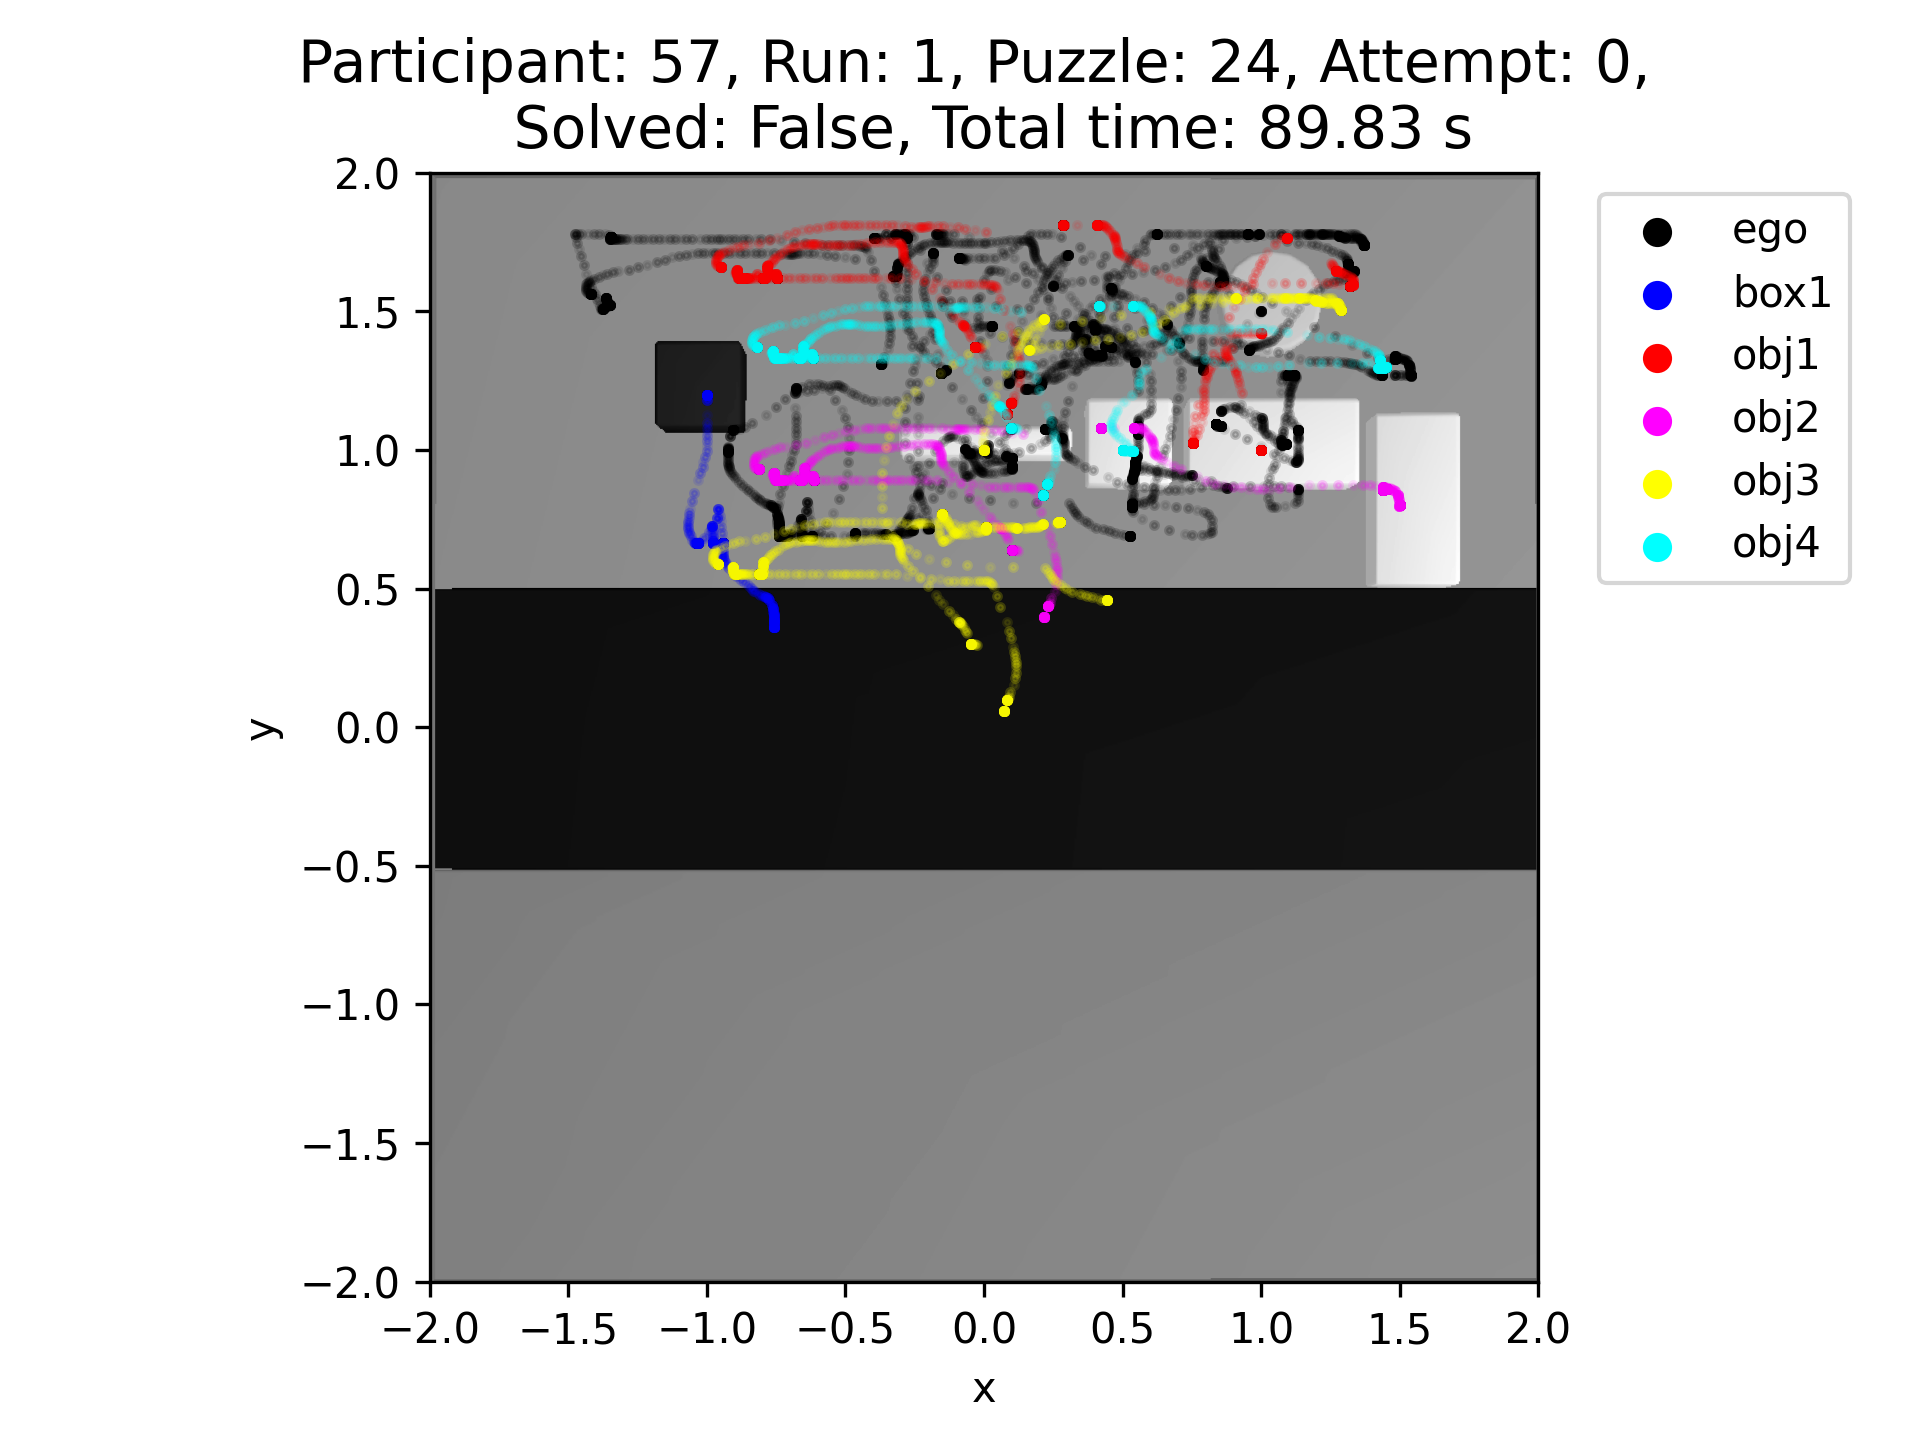 Participant: 57, Run: 1, Puzzle: 24, Attempt: 0,
Solved: False, Total time: 89.83 s
2.0
1.5
1.0
0.5
0.0
−0.5
−1.0
−1.5
−2.0
y
−2.0 −1.5 −1.0 −0.5 0.0 0.5 1.0 1.5 2.0
x
ego
box1
obj1
obj2
obj3
obj4